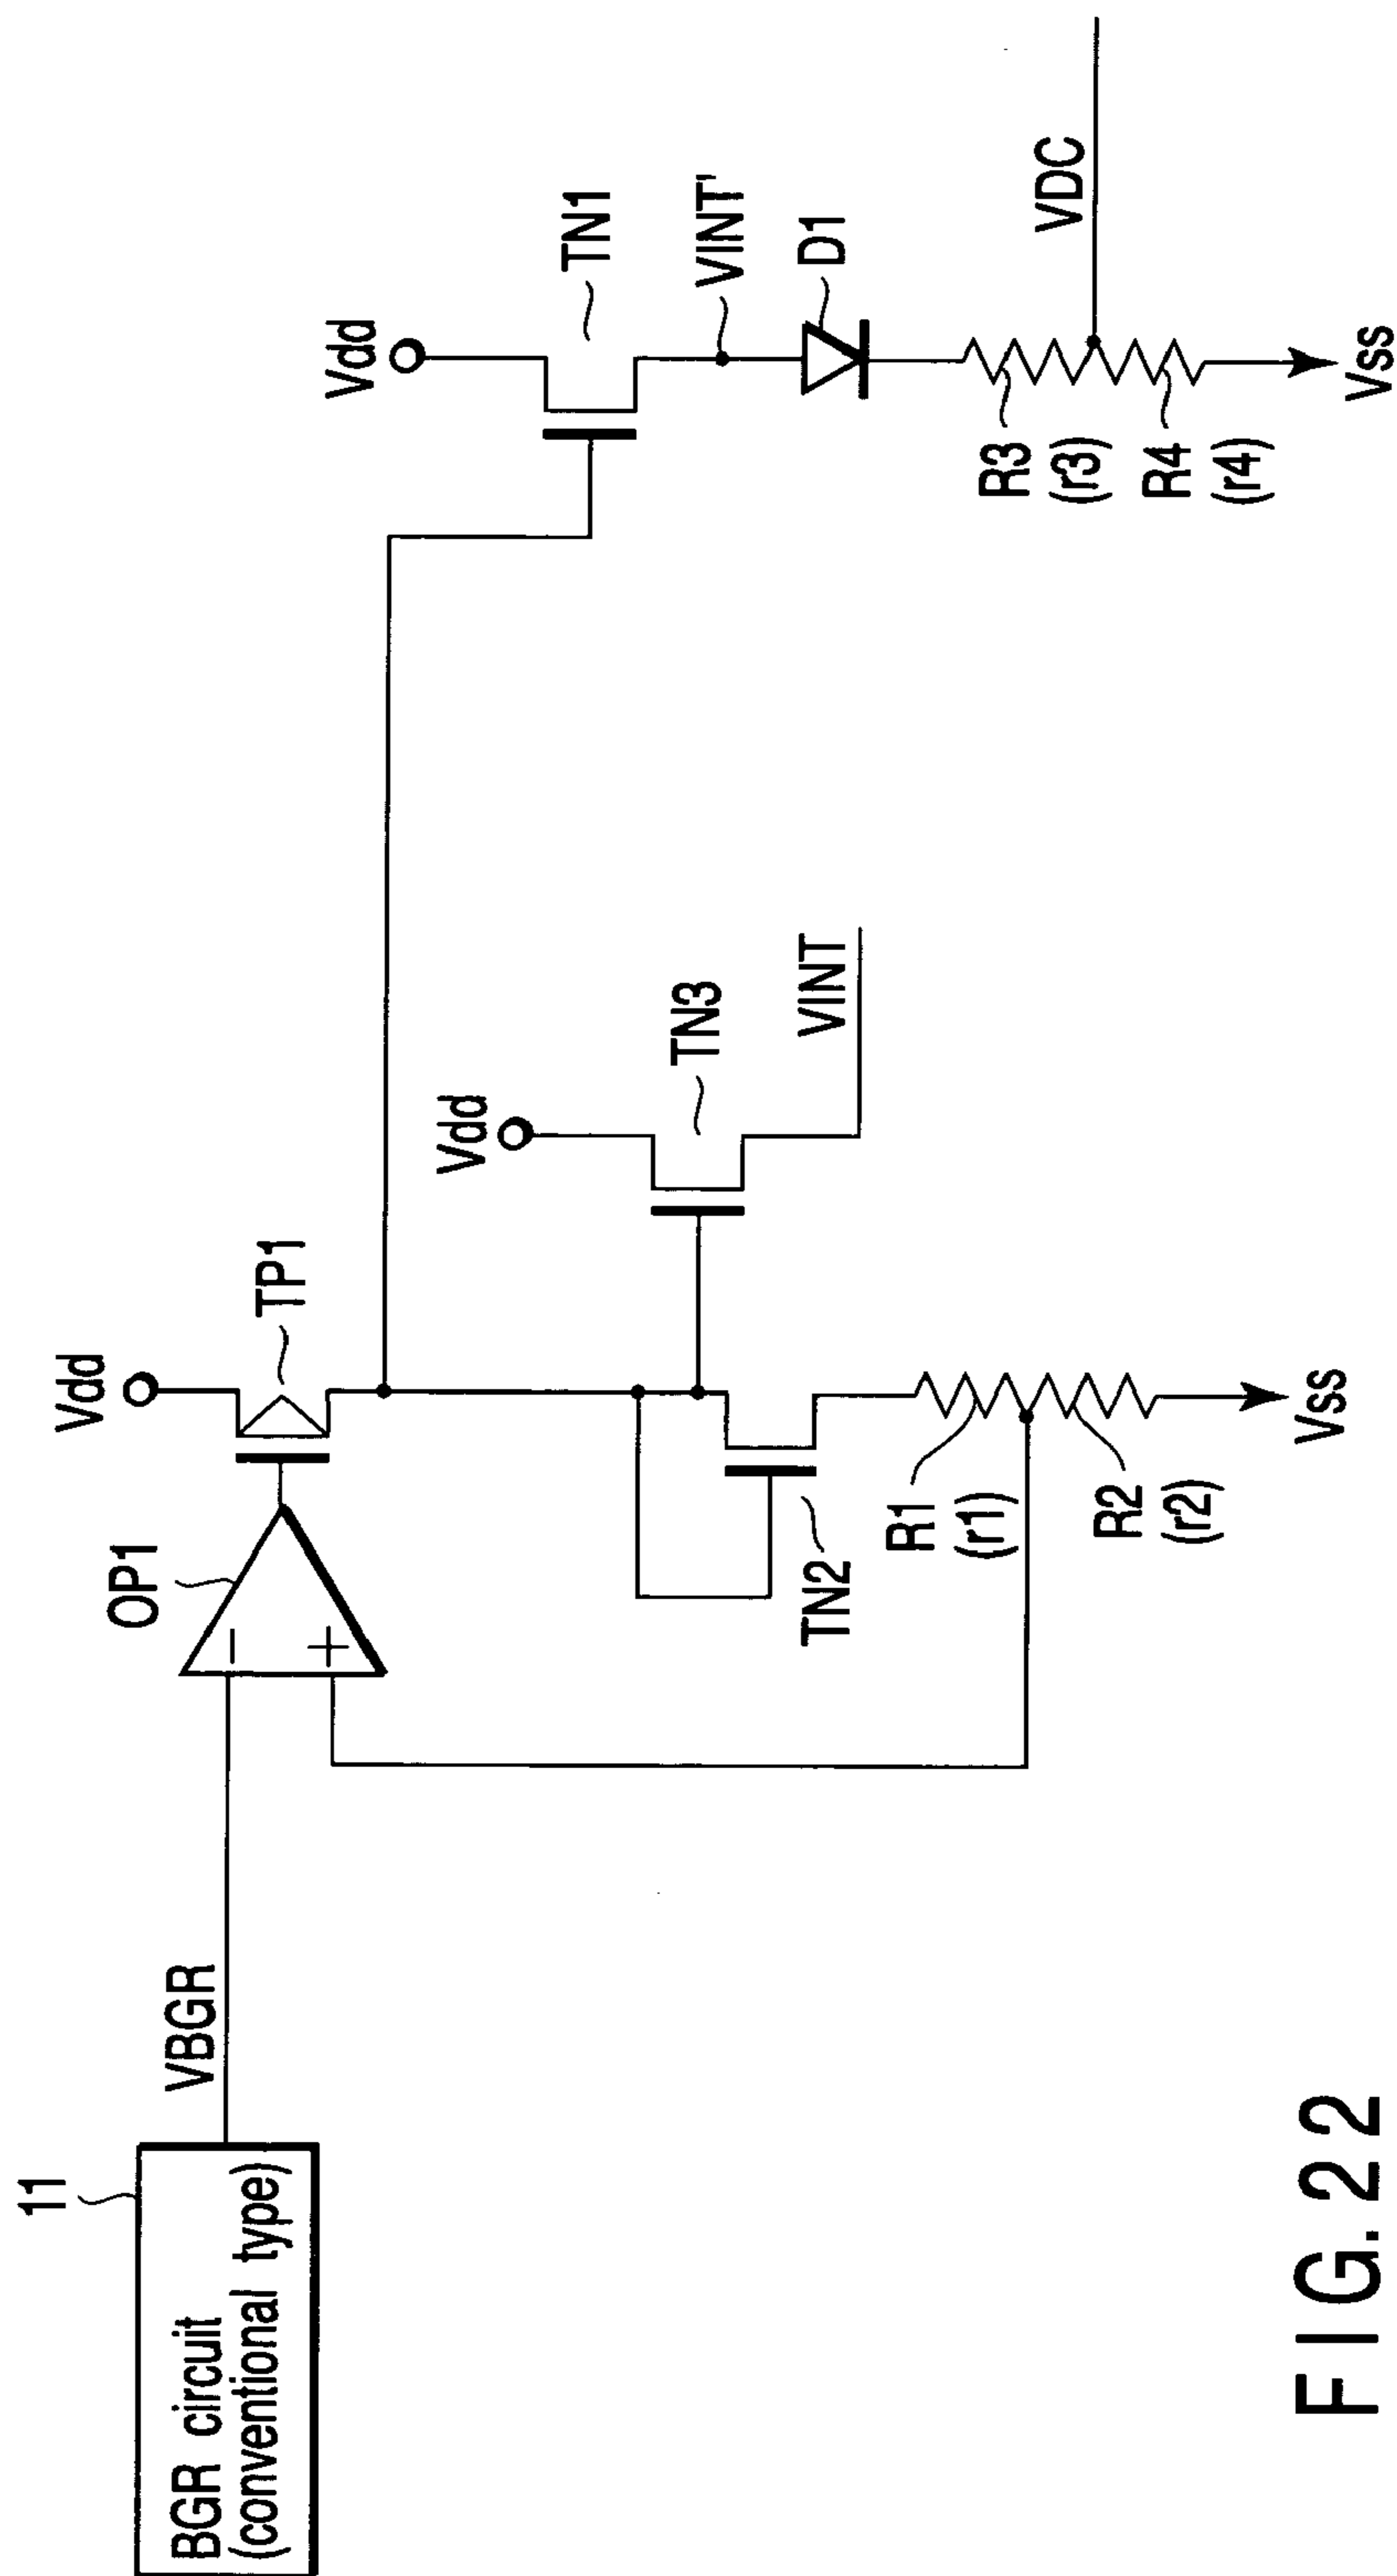 11
BGR circuit
(conventional type)
VBGR
OP1
Vdd
TP1
TN2
R1
(r1)
R2
(r2)
Vss
Vdd
TN3
VINT
Vdd
TN1
VINT'
D1
R3
(r3)
R4
(r4)
VDC
Vss
−
+
FIG. 22